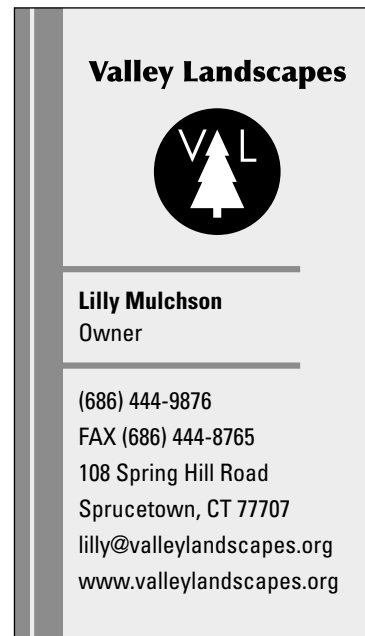 Valley Landscapes
V L
Lilly Mulchson
Owner
(686) 444-9876
FAX (686) 444-8765
108 Spring Hill Road
Sprucetown, CT 77707
lilly@valleylandscapes.org
www.valleylandscapes.org